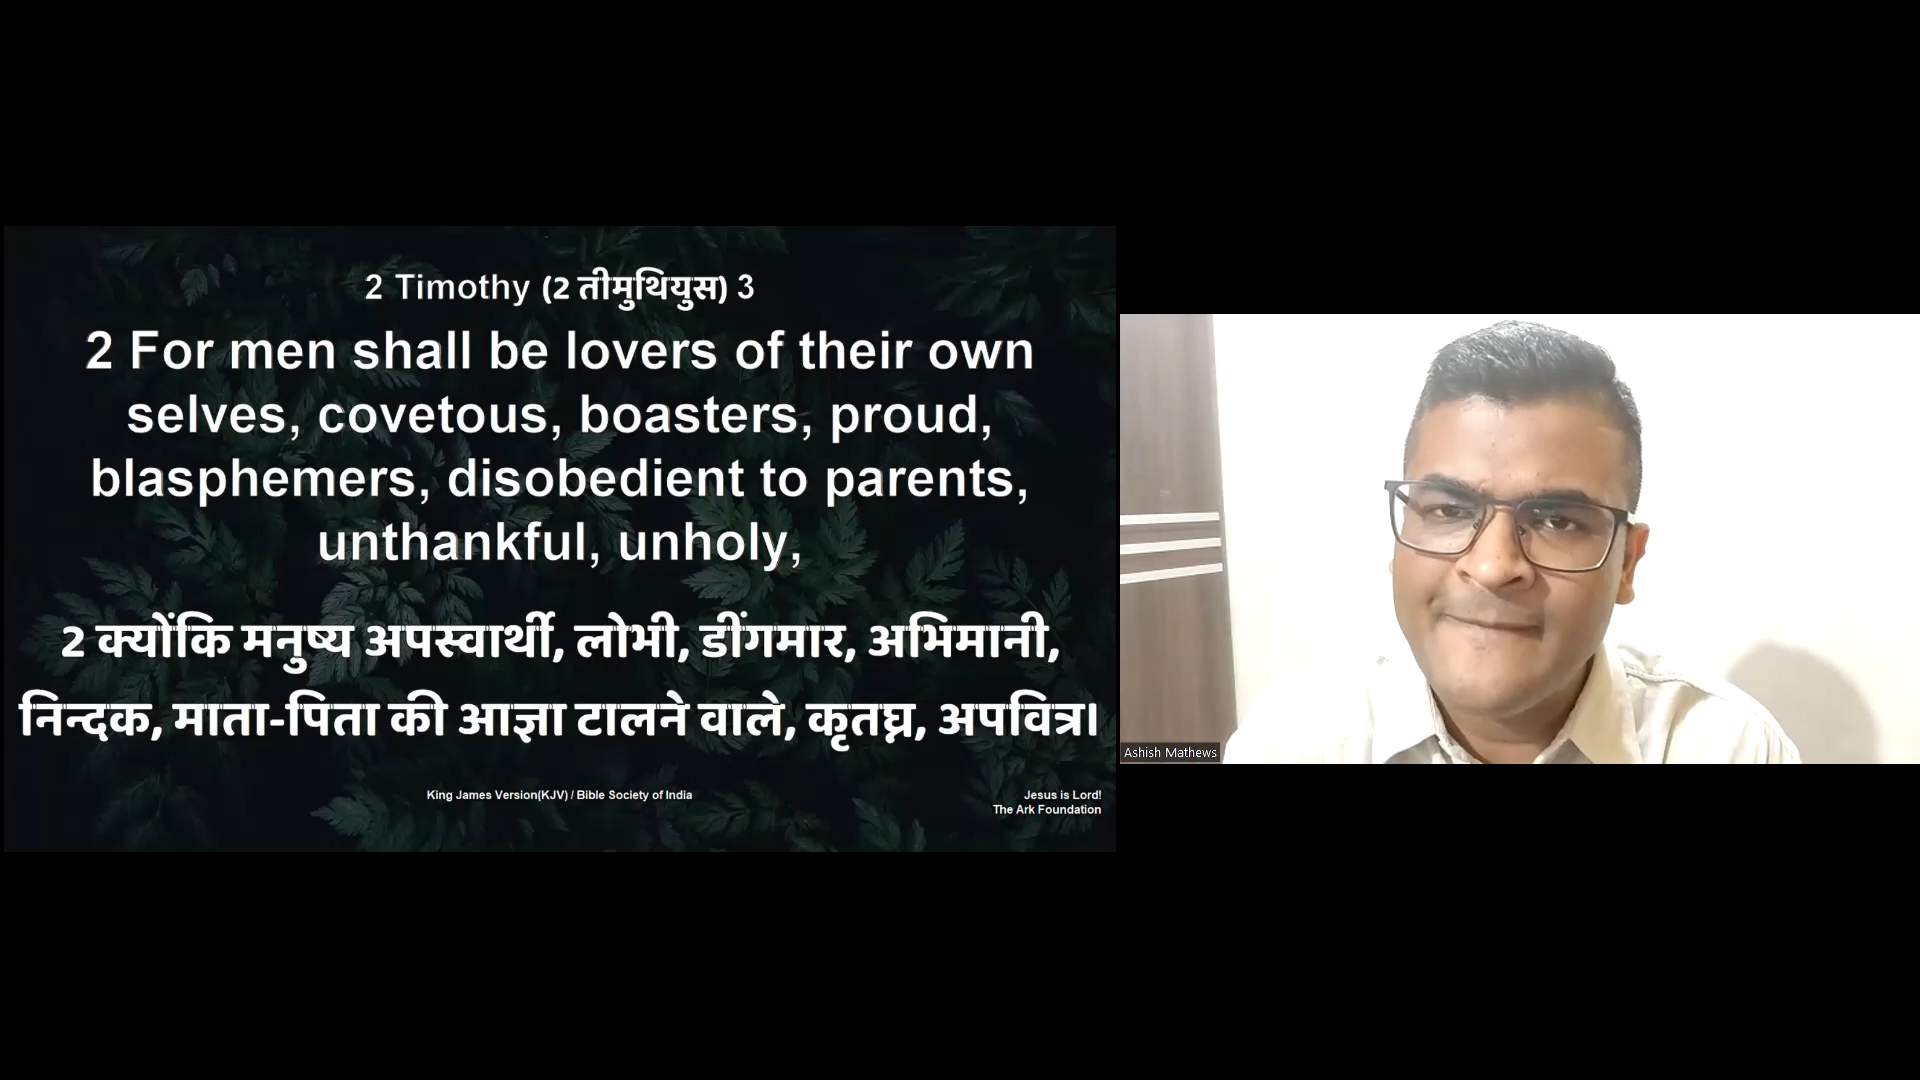 2 Timothy (2 तीमुथियुस) 3
2 For men shall be lovers of their own
selves, covetous, boasters, proud,
blasphemers, disobedient to parents,
unthankful, unholy,
2 क्योंकि मनुष्य अपस्वार्थी, लोभी, डींगमार, अभिमानी,
निन्दक, माता-पिता की आज्ञा टालने वाले, कृतघ्न, अपवित्र।
King James Version(KJV) / Bible Society of India
Jesus is Lord!
The Ark Foundation
Ashish Mathews